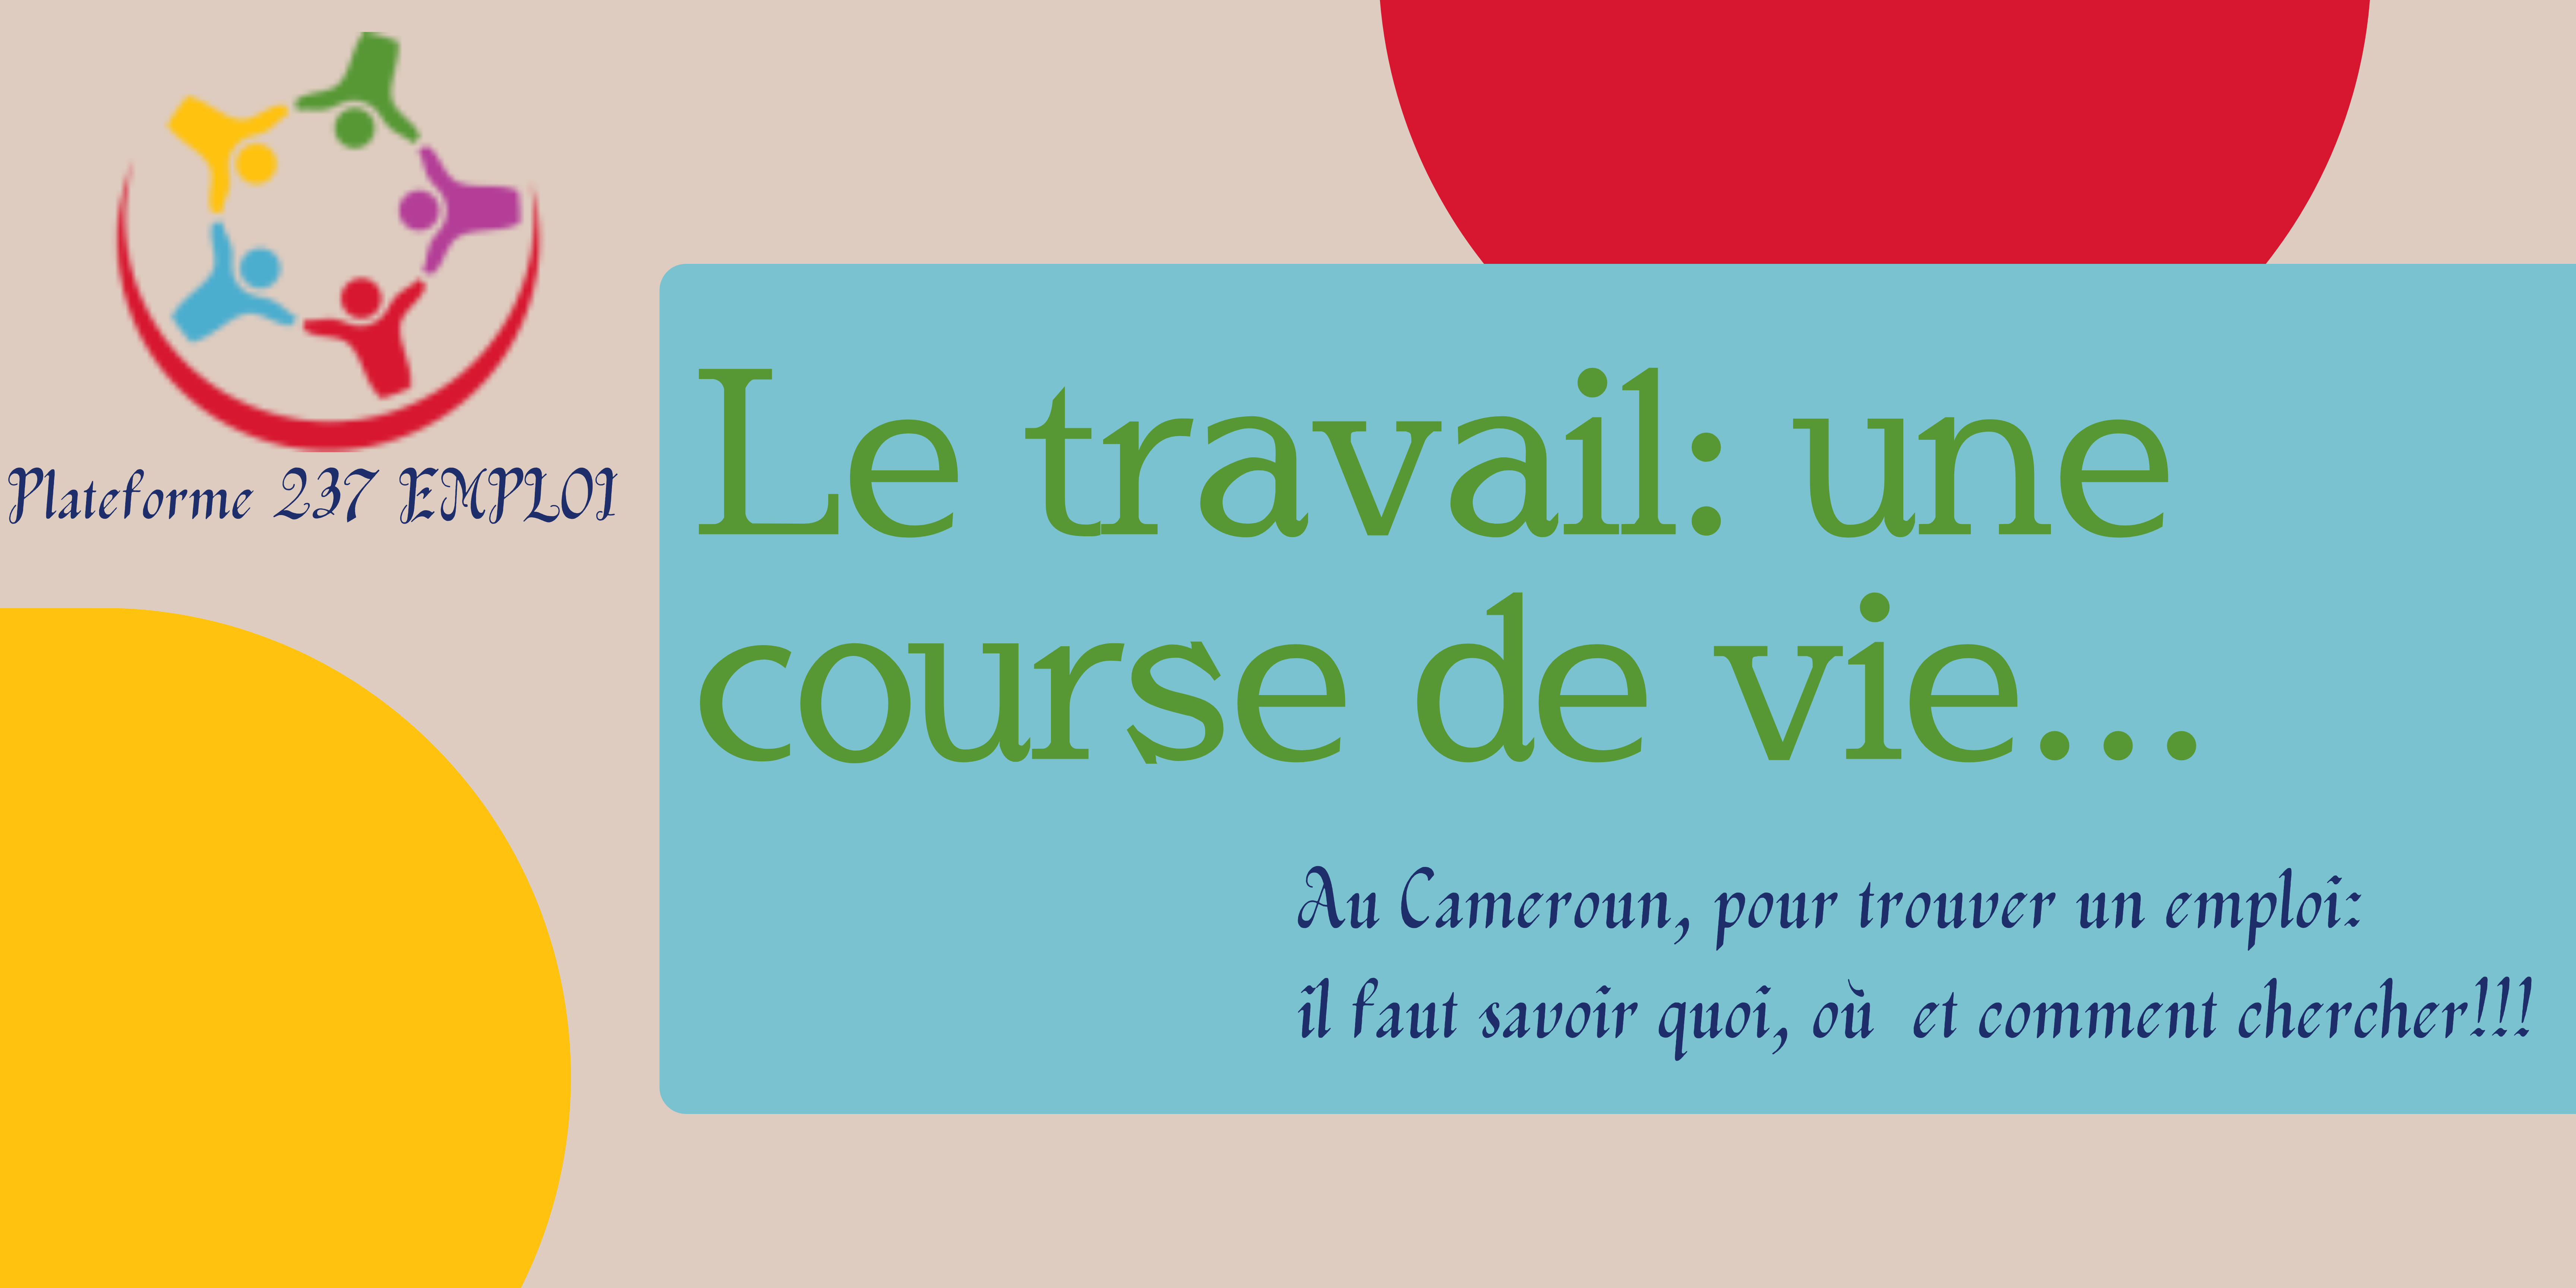 Plateforme 237 EMPLOI
Le travail: une
course de vie...
Au Cameroun, pour trouver un emploi:
il faut savoir quoi, où et comment chercher!!!